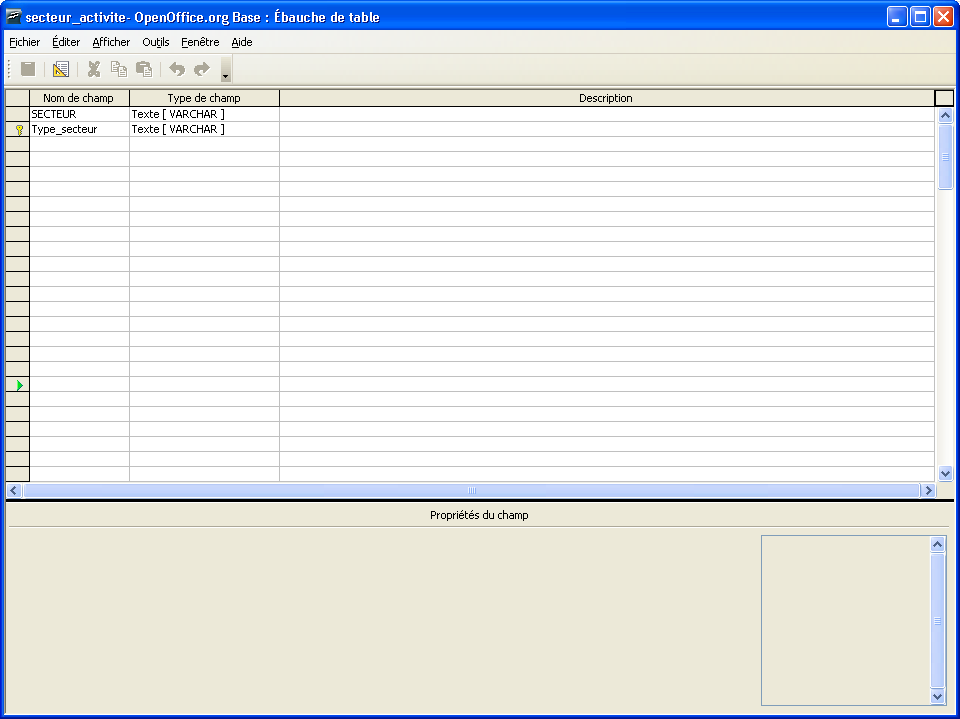 secteur_activite- OpenOffice.org Base : Ébauche de table
Fichier Éditer Afficher Outils Fenêtre Aide
Nom de champ Type de champ Description
SECTEUR Texte [ VARCHAR ]
Type_secteur Texte [ VARCHAR ]
Propriétés du champ